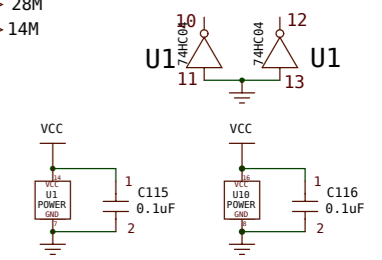 28M
14M
10
12
74HC04
74HC04
U1
U1
11
13
VCC
VCC
14
VCC
U1
POWER
GND
7
1
C115
0.1uF
2
16
VCC
U10
POWER
GND
8
1
C116
0.1uF
2